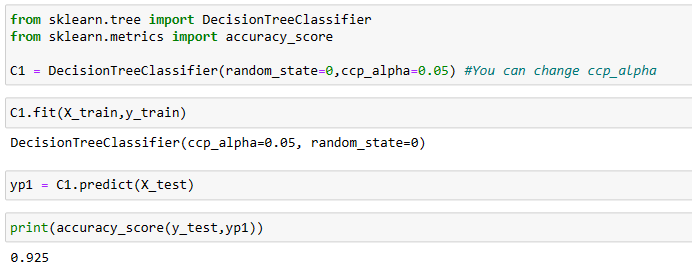 from sklearn.tree import DecisionTreeClassifier
from sklearn.metrics import accuracy_score
C1 = DecisionTreeClassifier(random_state=0,ccp_alpha=0.05) #You can change ccp_alpha
C1.fit(X_train,y_train)
DecisionTreeClassifier(ccp_alpha=0.05, random_state=0)
yp1 = C1.predict(X_test)
print(accuracy_score(y_test,yp1))
0.925